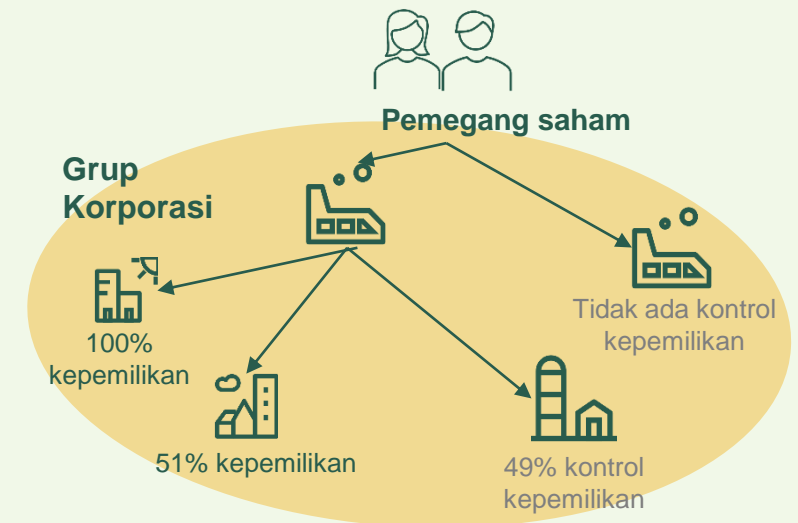 Pemegang saham
Grup
Korporasi
Tidak ada kontrol
kepemilikan
100%
kepemilikan
51% kepemilikan
49% kontrol
kepemilikan